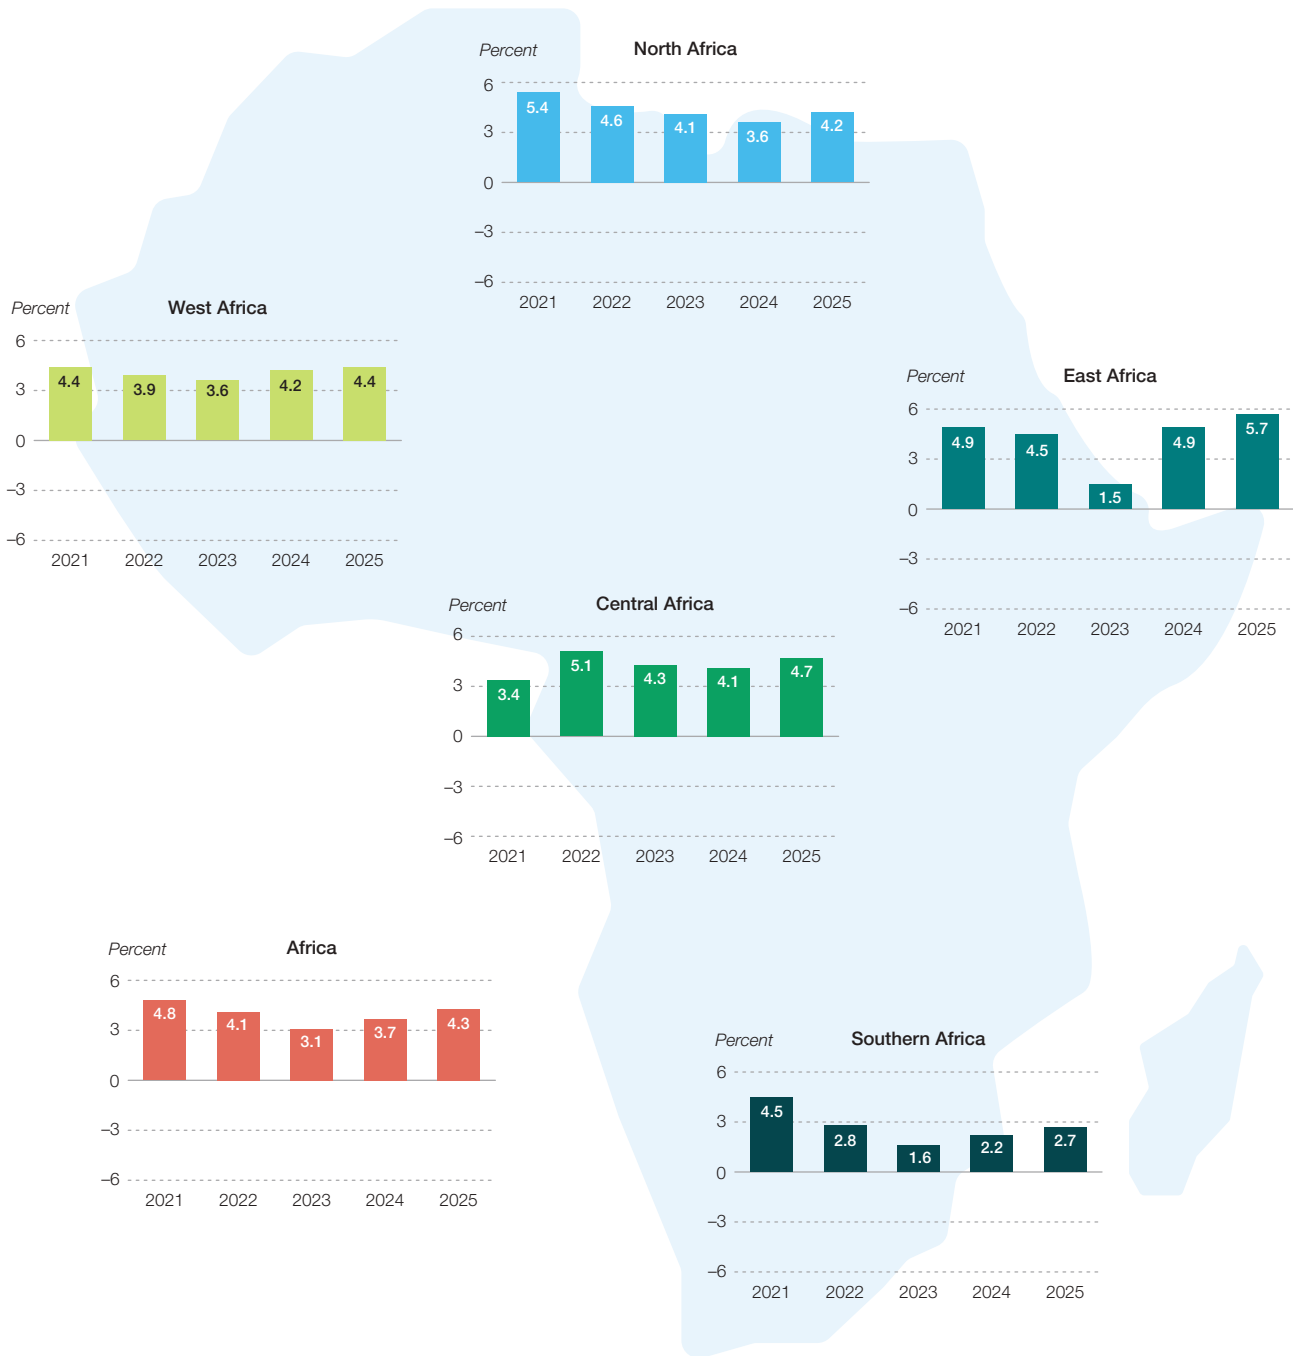 Percent North Africa
6
3
0
–3
–6
5.4 4.6 4.1 3.6 4.2
2021 2022 2023 2024 2025
Percent West Africa
6
3
0
–3
–6
4.4 3.9 3.6 4.2 4.4
2021 2022 2023 2024 2025
Percent East Africa
6
3
0
–3
–6
4.9 4.5 1.5 4.9 5.7
2021 2022 2023 2024 2025
Percent Central Africa
6
3
0
–3
–6
3.4 5.1 4.3 4.1 4.7
2021 2022 2023 2024 2025
Percent Africa
6
3
0
–3
–6
4.8 4.1 3.1 3.7 4.3
2021 2022 2023 2024 2025
Percent Southern Africa
6
3
0
–3
–6
4.5 2.8 1.6 2.2 2.7
2021 2022 2023 2024 2025